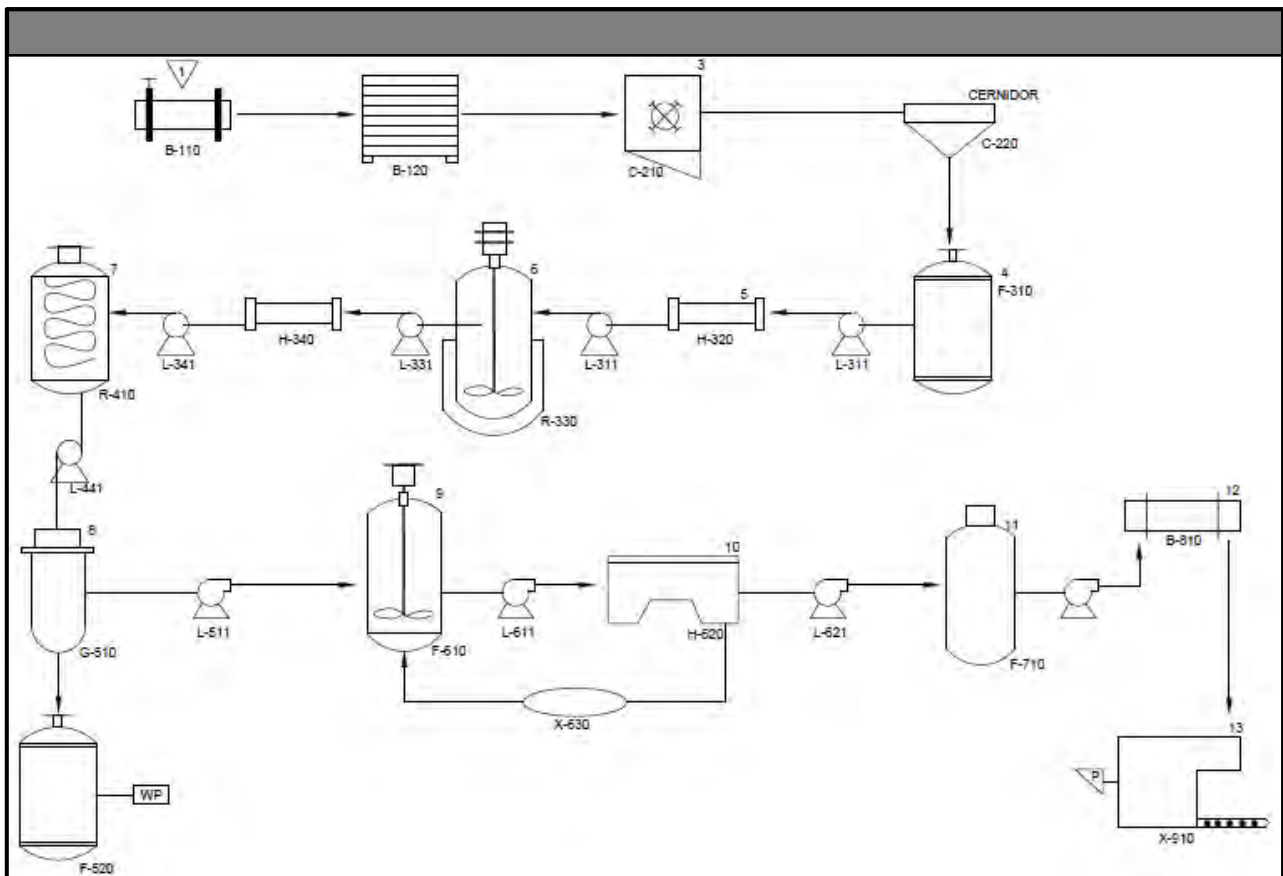 1
3
CERNIDOR
B-110
B-120
C-210
C-220
7
6
5
4
F-310
L-341
H-340
L-331
L-311
H-320
L-311
R-410
R-330
L-441
8
9
10
11
12
B-810
L-511
L-611
L-621
G-510
F-610
H-620
F-710
X-630
13
WP
P
F-520
X-910